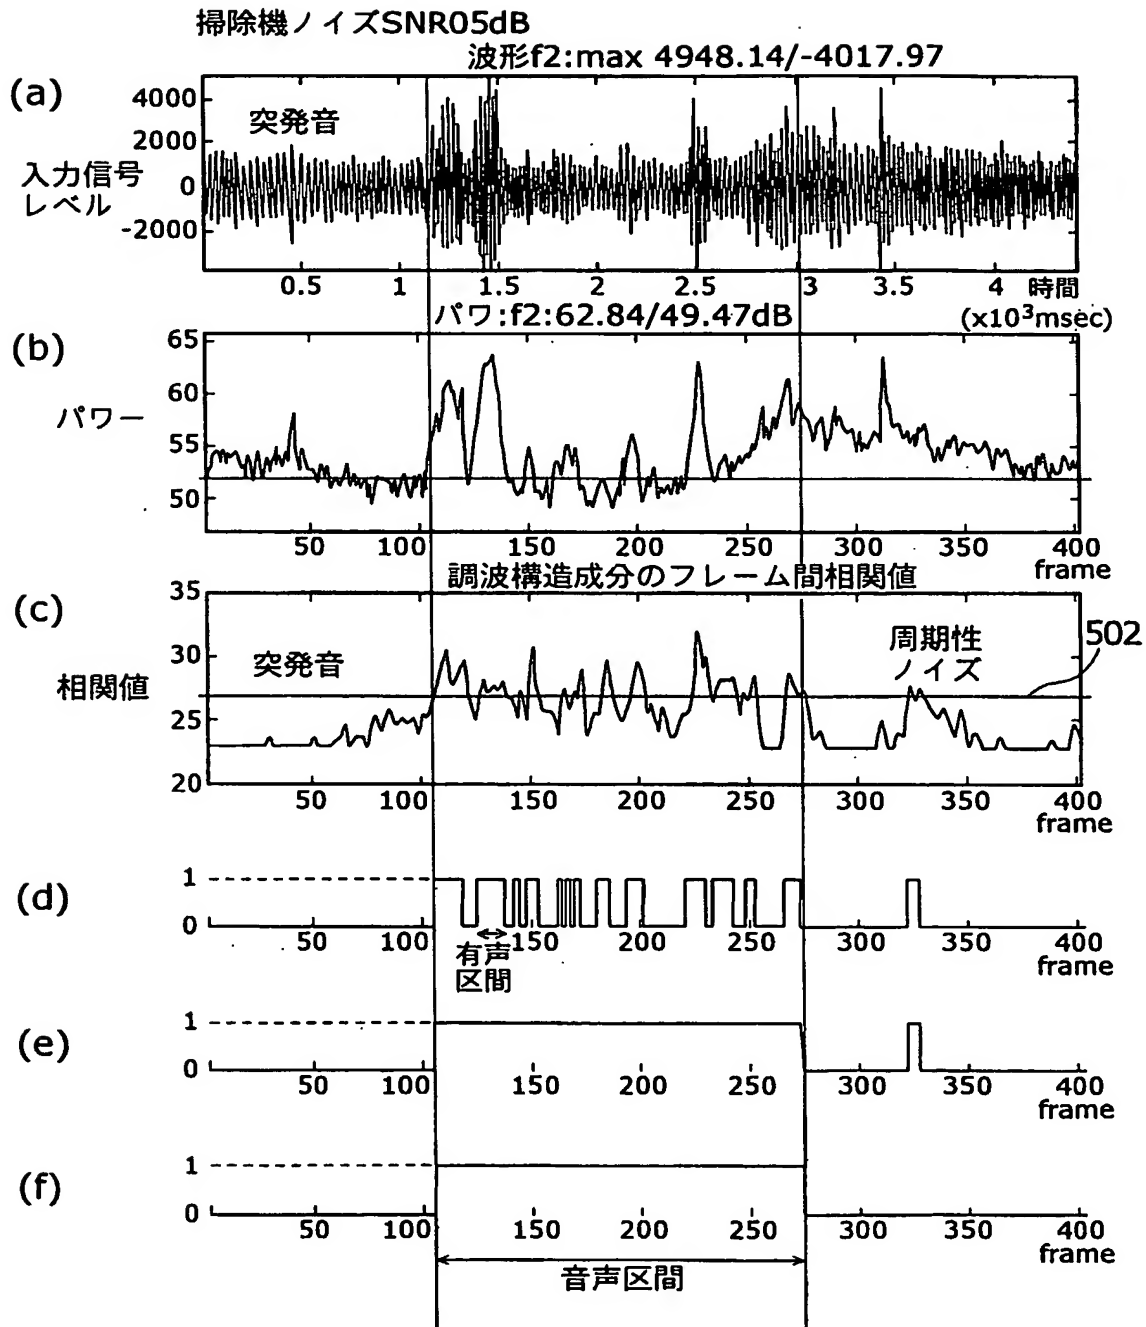 掃除機ノイズSNR05dB
波形f2:max 4948.14/-4017.97
(a)
4000
2000
0
-2000
入力信号
レベル
突発音
0.5 1 1.5 2 2.5 3 3.5 4 時間
(x10³msec)
パワ:f2:62.84/49.47dB
(b)
65
60
55
50
パワー
50 100 150 200 250 300 350 400
frame
調波構造成分のフレーム間相関値
(c)
35
30
25
20
相関値
突発音
周期性
ノイズ
502
50 100 150 200 250 300 350 400
frame
(d)
1
0
50 100 150 200 250 300 350 400
frame
有声
区間
(e)
1
0
50 100 150 200 250 300 350 400
frame
(f)
1
0
50 100 150 200 250 300 350 400
frame
音声区間